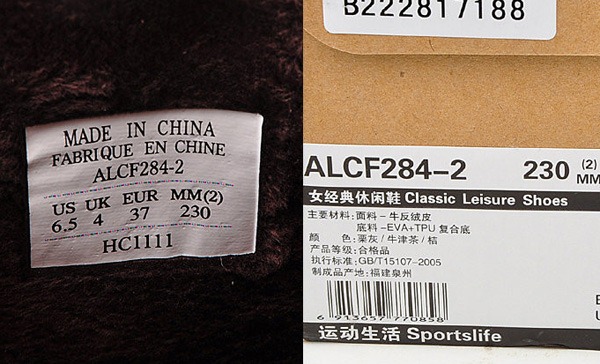 MADE IN CHINA
FABRIQUE EN CHINE
ALCF284-2
US UK EUR MM(2)
6.5 4 37 230
HC1111
B222817188
ALCF284-2 230 (2)
MM
女经典休闲鞋 Classic Leisure Shoes
主要材料: 面料-牛反绒皮
底料-EVA+TPU 复合底
颜 色: 栗灰/牛津茶/桔
产品等级: 合格品
执行标准: GB/T15107-2005
制成品产地: 福建泉州
6 913657 770858
运动生活 Sportslife